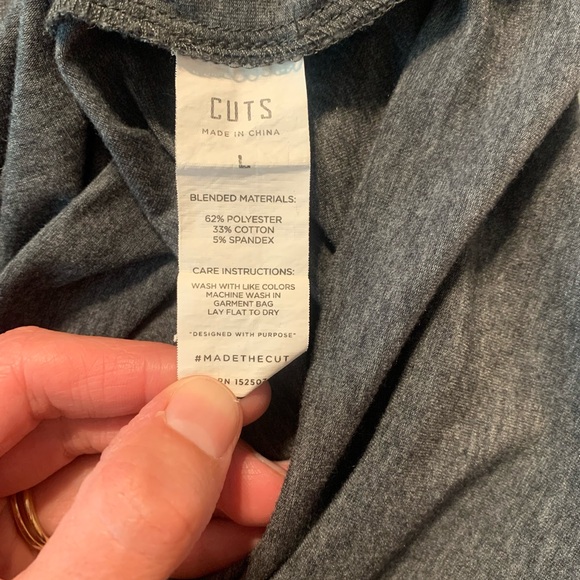 CUTS
MADE IN CHINA
L
BLENDED MATERIALS:
62% POLYESTER
33% COTTON
5% SPANDEX
CARE INSTRUCTIONS:
WASH WITH LIKE COLORS
MACHINE WASH IN
GARMENT BAG
LAY FLAT TO DRY
"DESIGNED WITH PURPOSE"
#MADETHECUT